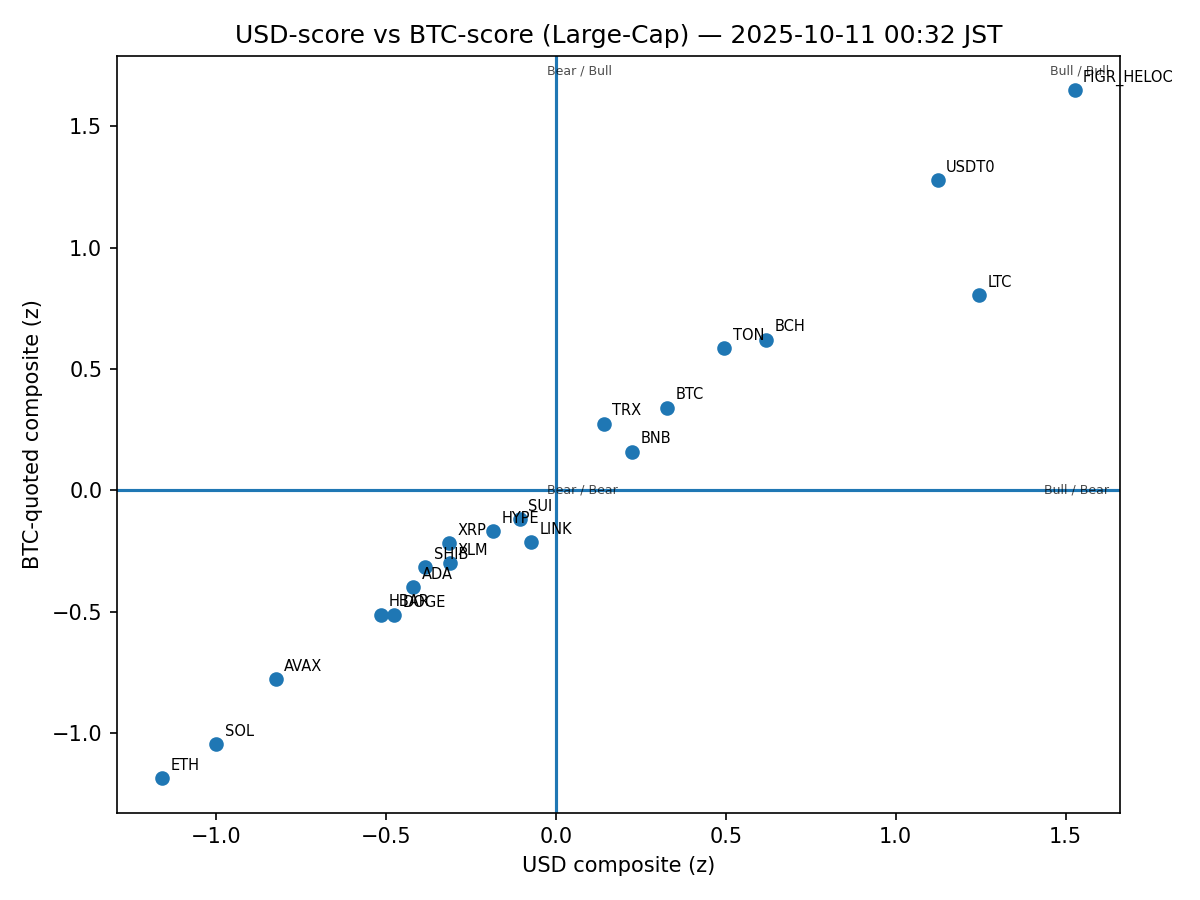 USD-score vs BTC-score (Large-Cap) — 2025-10-11 00:32 JST
Bear / Bull
Bull / Bull
FIGR_HELOC
USDT0
LTC
BCH
TON
BTC
TRX
BNB
Bear / Bear
Bull / Bear
SUI
HYPE
LINK
XRP
XLM
SHIB
ADA
HBAR
DOGE
AVAX
SOL
ETH
1.5
1.0
0.5
0.0
−0.5
−1.0
BTC-quoted composite (z)
−1.0
−0.5
0.0
0.5
1.0
1.5
USD composite (z)